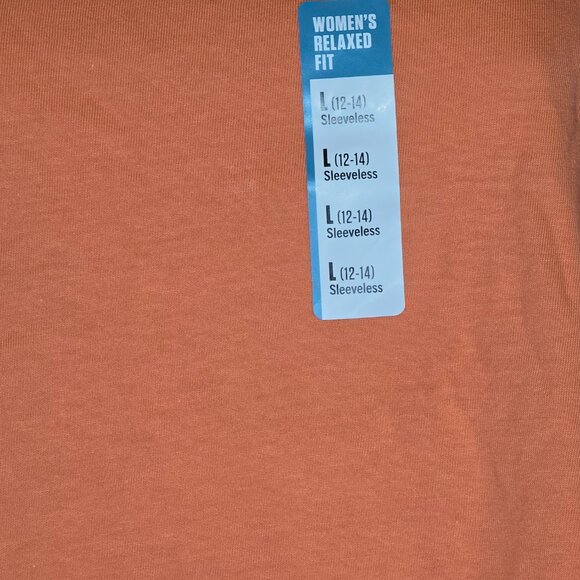 WOMEN'S
RELAXED
FIT
L (12-14)
Sleeveless
L (12-14)
Sleeveless
L (12-14)
Sleeveless
L (12-14)
Sleeveless